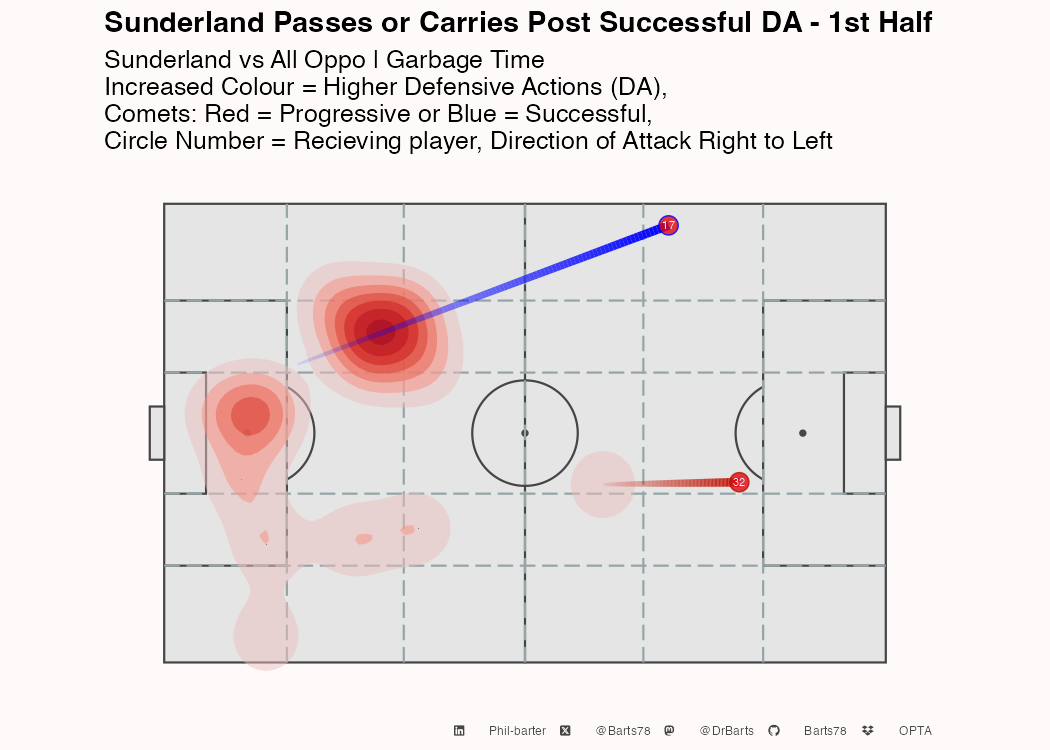 Sunderland Passes or Carries Post Successful DA - 1st Half
Sunderland vs All Oppo | Garbage Time
Increased Colour = Higher Defensive Actions (DA),
Comets: Red = Progressive or Blue = Successful,
Circle Number = Recieving player, Direction of Attack Right to Left
17
32
Phil-barter @Barts78 @DrBarts Barts78 OPTA